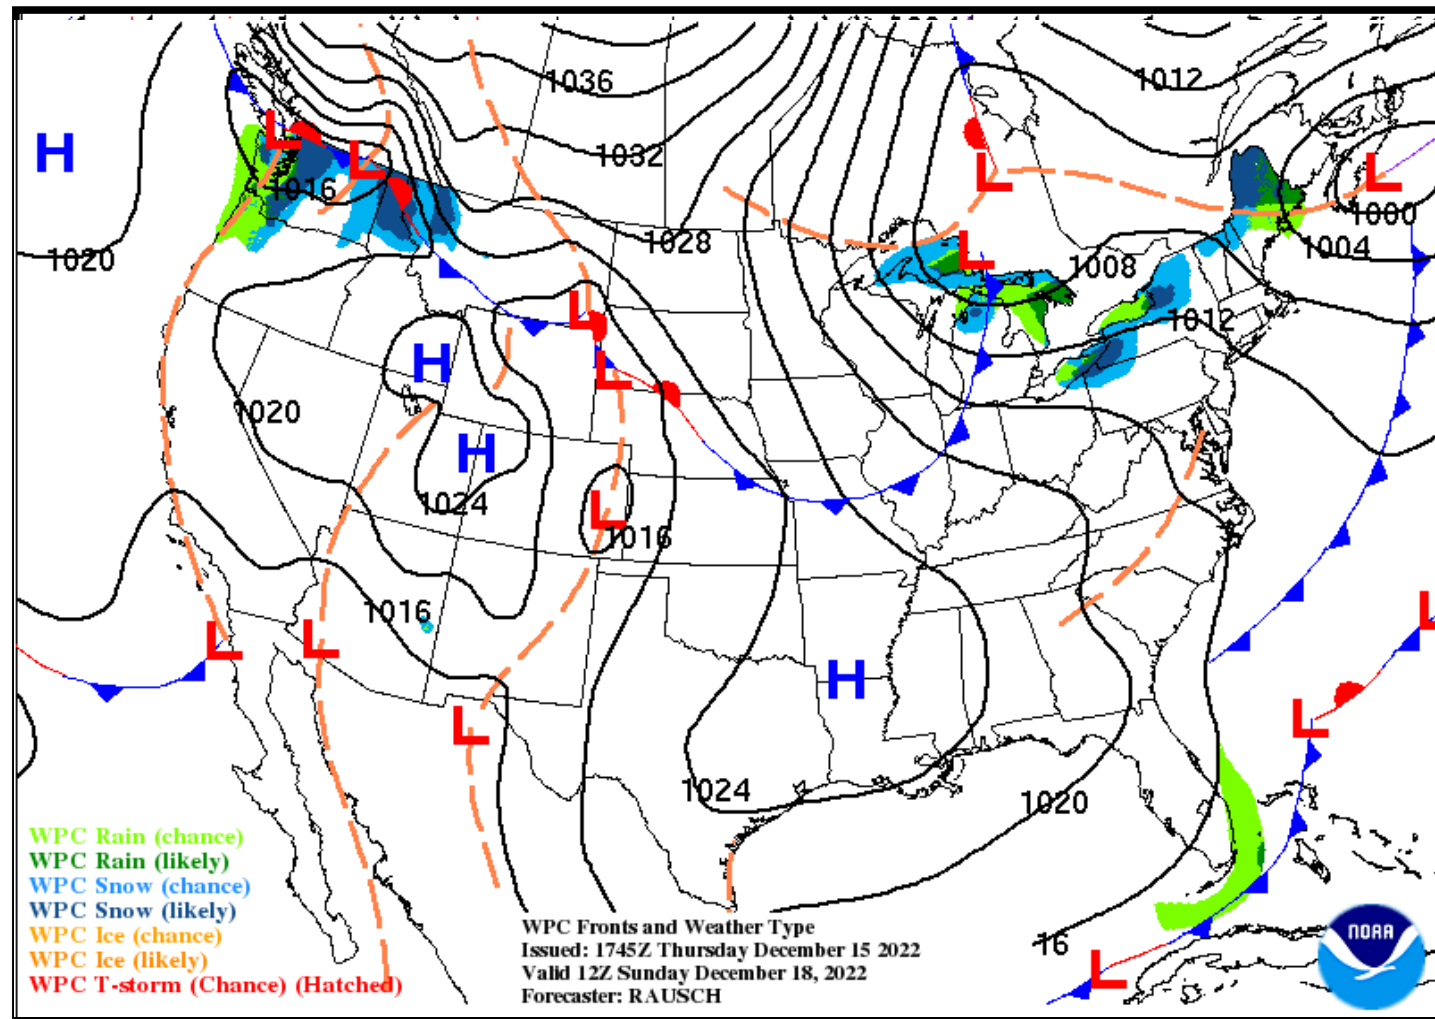 1036
1012
1032
1016
1000
1020
1028
1004
1008
1012
1020
1024
1016
1016
1024
1020
16
H
L
L
L
L
L
L
H
L
H
L
L
L
L
H
L
L
L
L
WPC Rain (chance)
WPC Rain (likely)
WPC Snow (chance)
WPC Snow (likely)
WPC Ice (chance)
WPC Ice (likely)
WPC T-storm (Chance) (Hatched)
WPC Fronts and Weather Type
Issued: 1745Z Thursday December 15 2022
Valid 12Z Sunday December 18, 2022
Forecaster: RAUSCH
NOAA